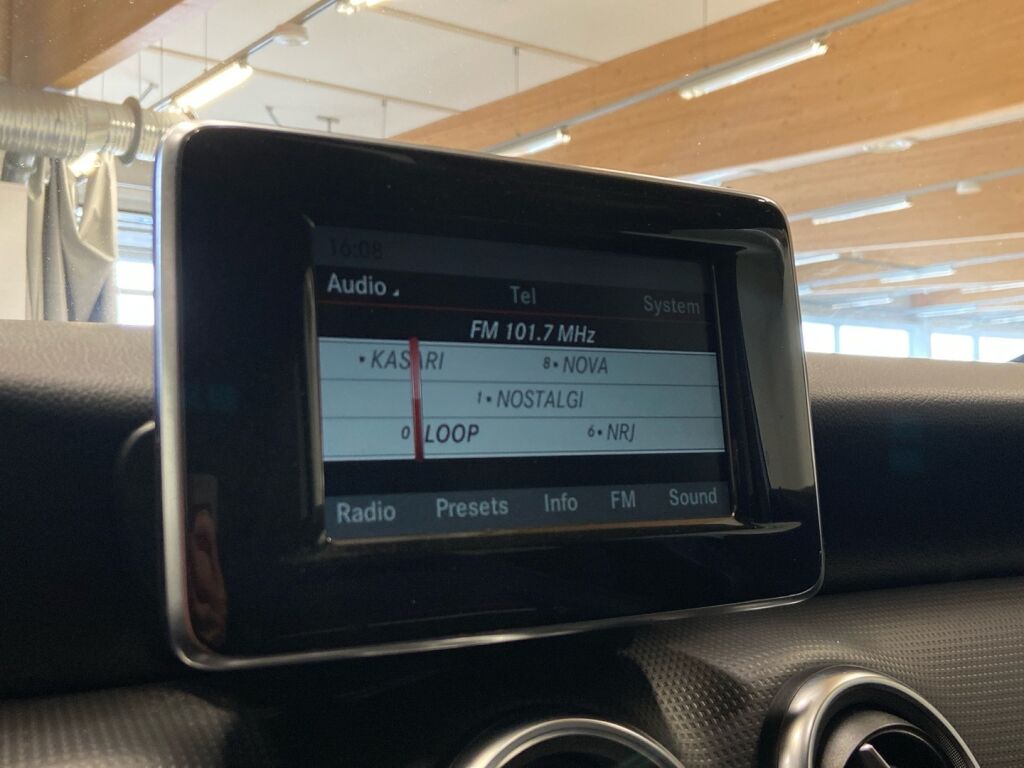 16:08
Audio Tel System
FM 101.7 MHz
• KASARI 8• NOVA
1• NOSTALGI
0 LOOP 6• NRJ
Radio Presets Info FM Sound